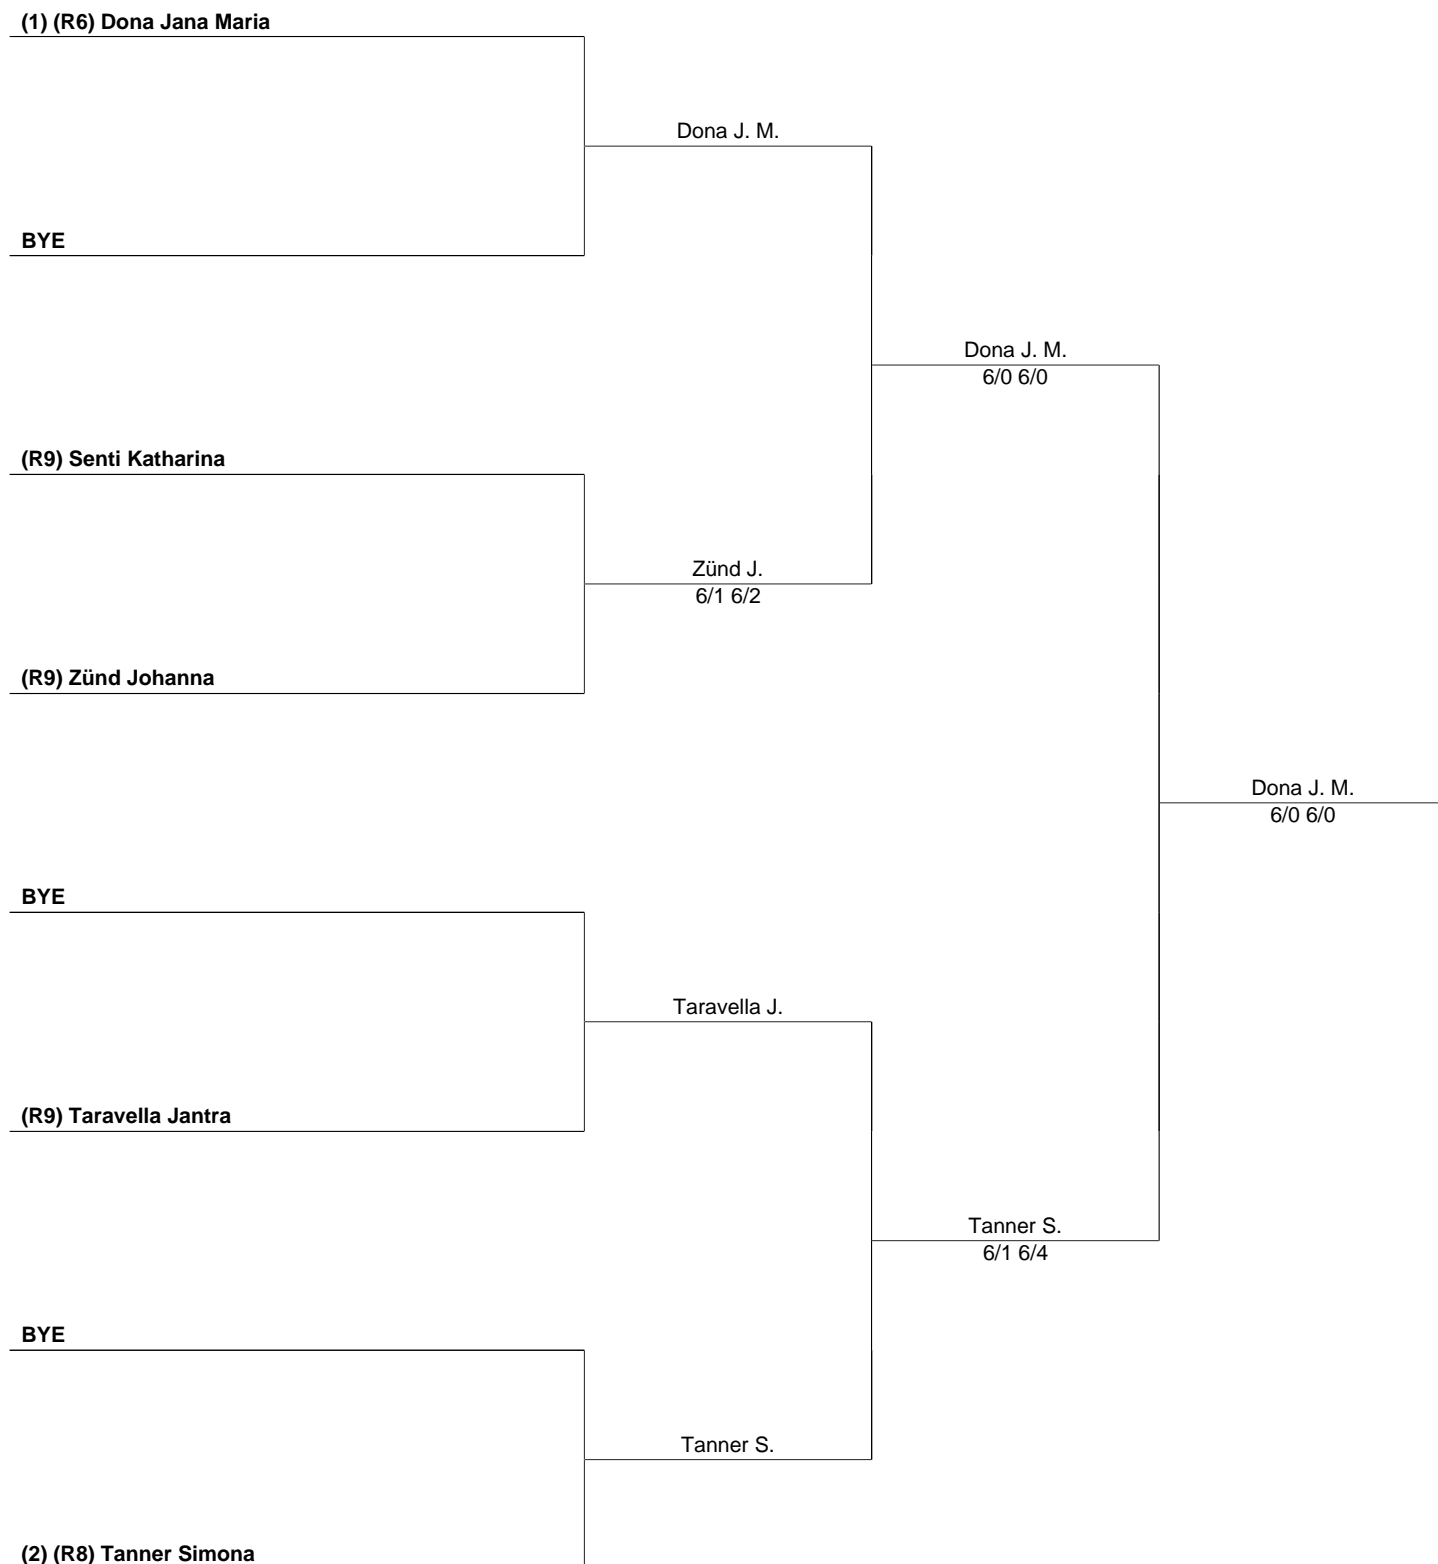 (1) (R6) Dona Jana Maria
Dona J. M.
BYE
Dona J. M.
6/0 6/0
(R9) Senti Katharina
Zünd J.
6/1 6/2
(R9) Zünd Johanna
Dona J. M.
6/0 6/0
BYE
Taravella J.
(R9) Taravella Jantra
Tanner S.
6/1 6/4
BYE
Tanner S.
(2) (R8) Tanner Simona